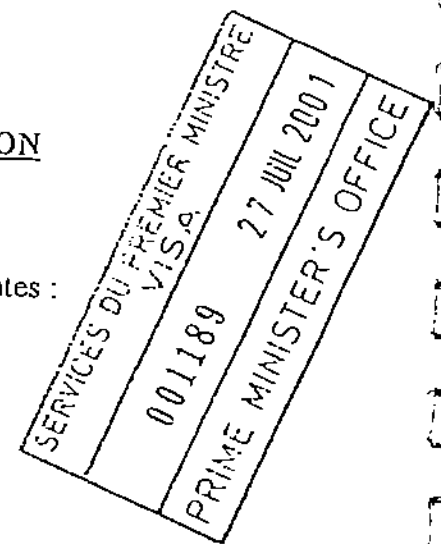 ON
ntes :
SERVICES DU PREMIER MINISTRE
VISA
001189 27 JUIL 2001
PRIME MINISTER'S OFFICE